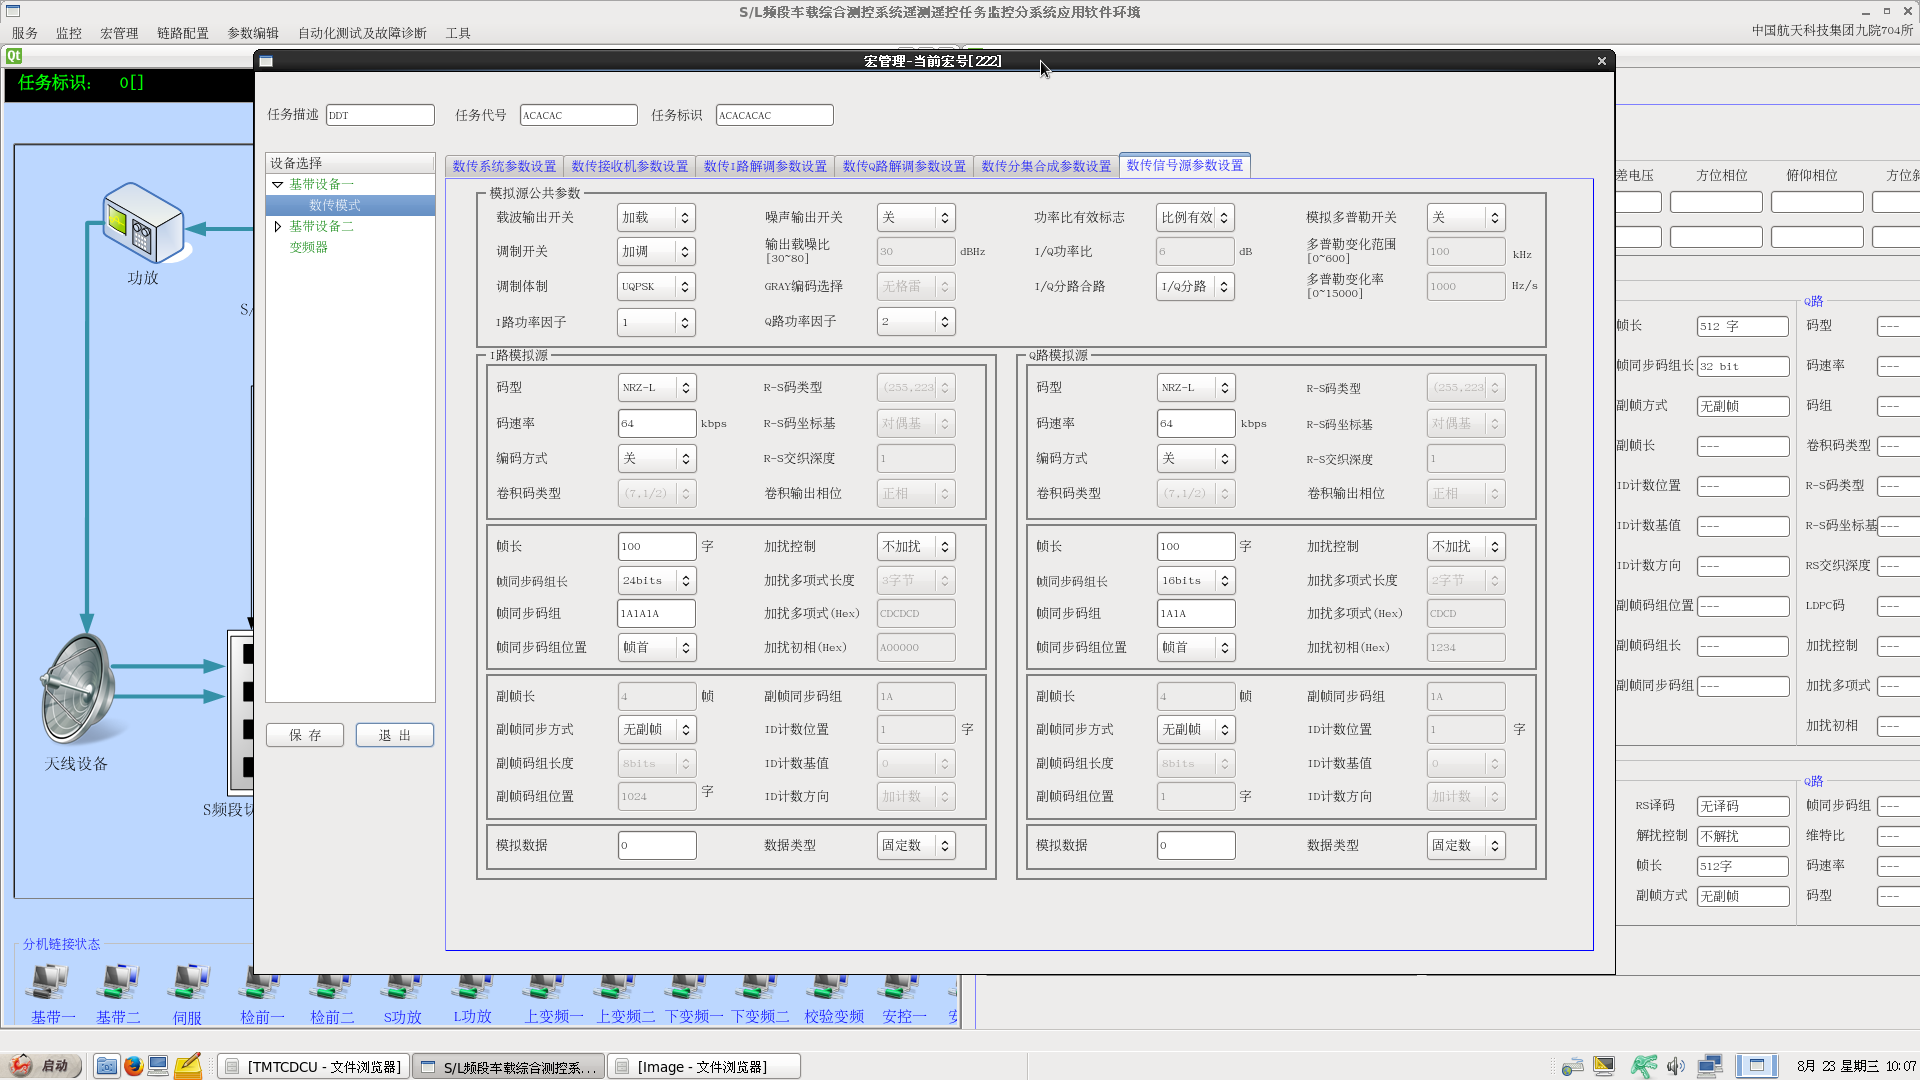 S/L频段车载综合测控系统遥测遥控任务监控分系统应用软件环境
服务 监控 宏管理 链路配置 参数编辑 自动化测试及故障诊断 工具
中国航天科技集团九院704所
任务标识: 0[]
宏管理-当前宏号[222]
任务描述 DDT 任务代号 ACACAC 任务标识 ACACACAC
设备选择
基带设备一
数传模式
基带设备二
变频器
保 存 退 出
数传系统参数设置 数传接收机参数设置 数传I路解调参数设置 数传Q路解调参数设置 数传分集合成参数设置 数传信号源参数设置
模拟源公共参数
载波输出开关 加载 噪声输出开关 关 功率比有效标志 比例有效 模拟多普勒开关 关
调制开关 加调 输出载噪比 [30~80] 30 dBHz I/Q功率比 6 dB 多普勒变化范围 [0~600] 100 kHz
调制体制 UQPSK GRAY编码选择 无格雷 I/Q分路合路 I/Q分路 多普勒变化率 [0~15000] 1000 Hz/s
I路功率因子 1 Q路功率因子 2
I路模拟源
码型 NRZ-L R-S码类型 (255,223
码速率 64 kbps R-S码坐标基 对偶基
编码方式 关 R-S交织深度 1
卷积码类型 (7,1/2) 卷积输出相位 正相
帧长 100 字 加扰控制 不加扰
帧同步码组长 24bits 加扰多项式长度 3字节
帧同步码组 1A1A1A 加扰多项式(Hex) CDCDCD
帧同步码组位置 帧首 加扰初相(Hex) A00000
副帧长 4 帧 副帧同步码组 1A
副帧同步方式 无副帧 ID计数位置 1 字
副帧码组长度 8bits ID计数基值 0
副帧码组位置 1024 字 ID计数方向 加计数
模拟数据 0 数据类型 固定数
Q路模拟源
码型 NRZ-L R-S码类型 (255,223
码速率 64 kbps R-S码坐标基 对偶基
编码方式 关 R-S交织深度 1
卷积码类型 (7,1/2) 卷积输出相位 正相
帧长 100 字 加扰控制 不加扰
帧同步码组长 16bits 加扰多项式长度 2字节
帧同步码组 1A1A 加扰多项式(Hex) CDCD
帧同步码组位置 帧首 加扰初相(Hex) 1234
副帧长 4 帧 副帧同步码组 1A
副帧同步方式 无副帧 ID计数位置 1 字
副帧码组长度 8bits ID计数基值 0
副帧码组位置 1 字 ID计数方向 加计数
模拟数据 0 数据类型 固定数
功放
S/
天线设备
S频段切
差电压 方位相位 俯仰相位 方位斜
Q路
帧长 512 字 码型 ---
帧同步码组长 32 bit 码速率 ---
副帧方式 无副帧 码组 ---
副帧长 --- 卷积码类型 ---
ID计数位置 --- R-S码类型 ---
ID计数基值 --- R-S码坐标基 ---
ID计数方向 --- RS交织深度 ---
副帧码组位置 --- LDPC码 ---
副帧码组长 --- 加扰控制 ---
副帧同步码组 --- 加扰多项式 ---
加扰初相 ---
Q路
RS译码 无译码 帧同步码组 ---
解扰控制 不解扰 维特比 ---
帧长 512字 码速率 ---
副帧方式 无副帧 码型 ---
分机链接状态
基带一 基带二 伺服 检前一 检前二 S功放 L功放 上变频一 上变频二 下变频一 下变频二 校验变频 安控一
启动 [TMTCDCU - 文件浏览器] S/L频段车载综合测控系... [Image - 文件浏览器] 8月 23 星期三 10:07